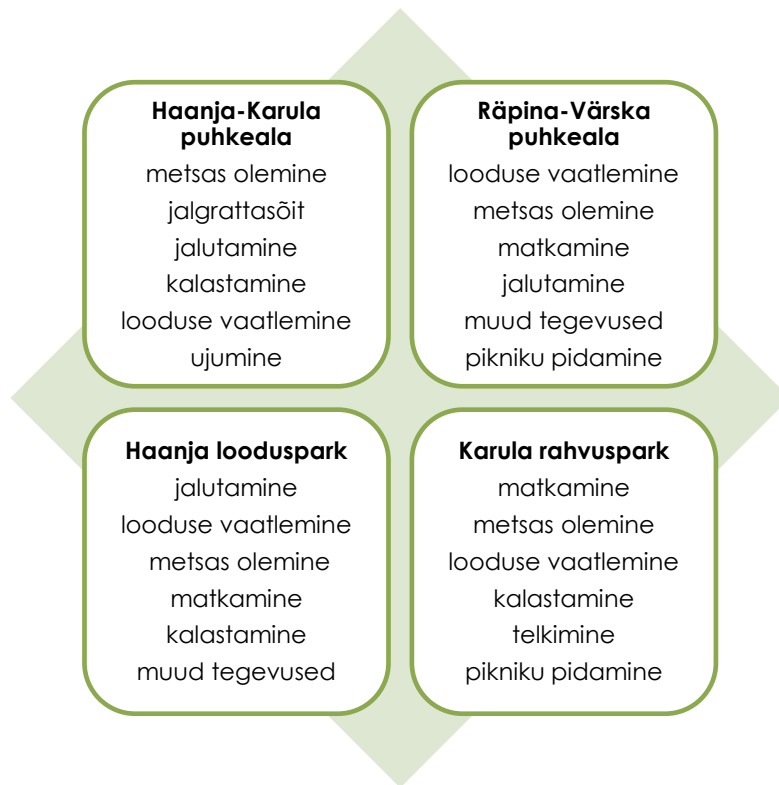 Haanja-Karula
puhkeala
metsas olemine
jalgrattasõit
jalutamine
kalastamine
looduse vaatlemine
ujumine
Räpina-Värska
puhkeala
looduse vaatlemine
metsas olemine
matkamine
jalutamine
muud tegevused
pikniku pidamine
Haanja looduspark
jalutamine
looduse vaatlemine
metsas olemine
matkamine
kalastamine
muud tegevused
Karula rahvuspark
matkamine
metsas olemine
looduse vaatlemine
kalastamine
telkimine
pikniku pidamine